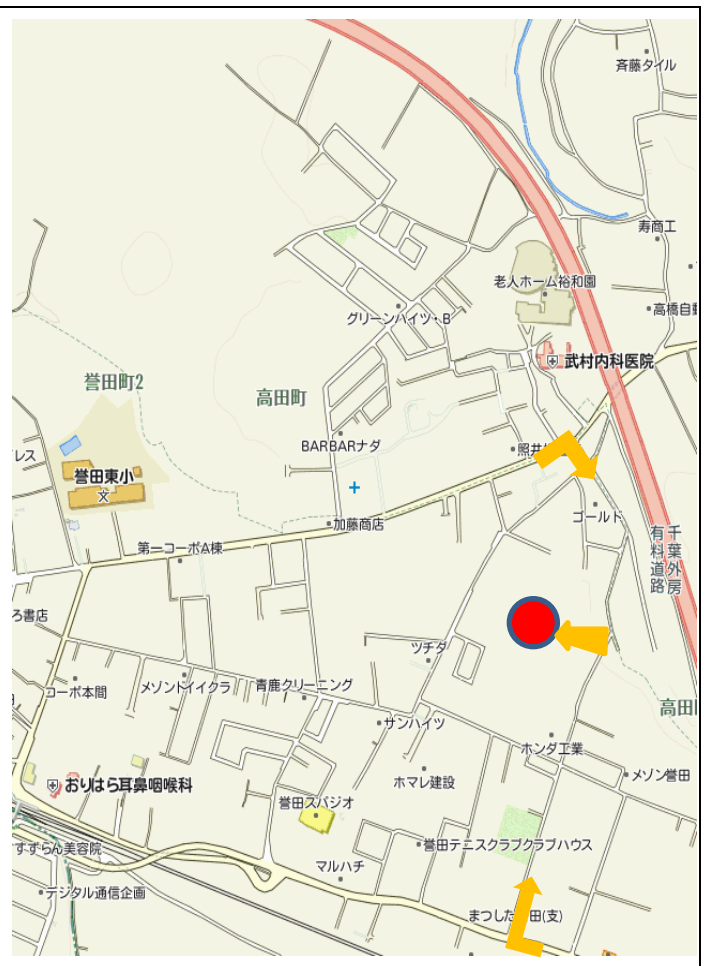 斉藤タイル
寿商工
老人ホーム裕和園
高橋自
グリーンハイツ・B
武村内科医院
誉田町2
高田町
BARBARナダ
レス
照井
誉田東小
文
ゴールド
加藤商店
千葉外房
有料道路
第一コーポA棟
ろ書店
ツチダ
コーポ本間
メゾンドイイクラ
青鹿クリーニング
高田
サンハイツ
ホンダ工業
メゾン誉田
ホマレ建設
おりはら耳鼻咽喉科
誉田スバジオ
誉田テニスクラブクラブハウス
すずらん美容院
マルハチ
デジタル通信企画
まつした
田(支)